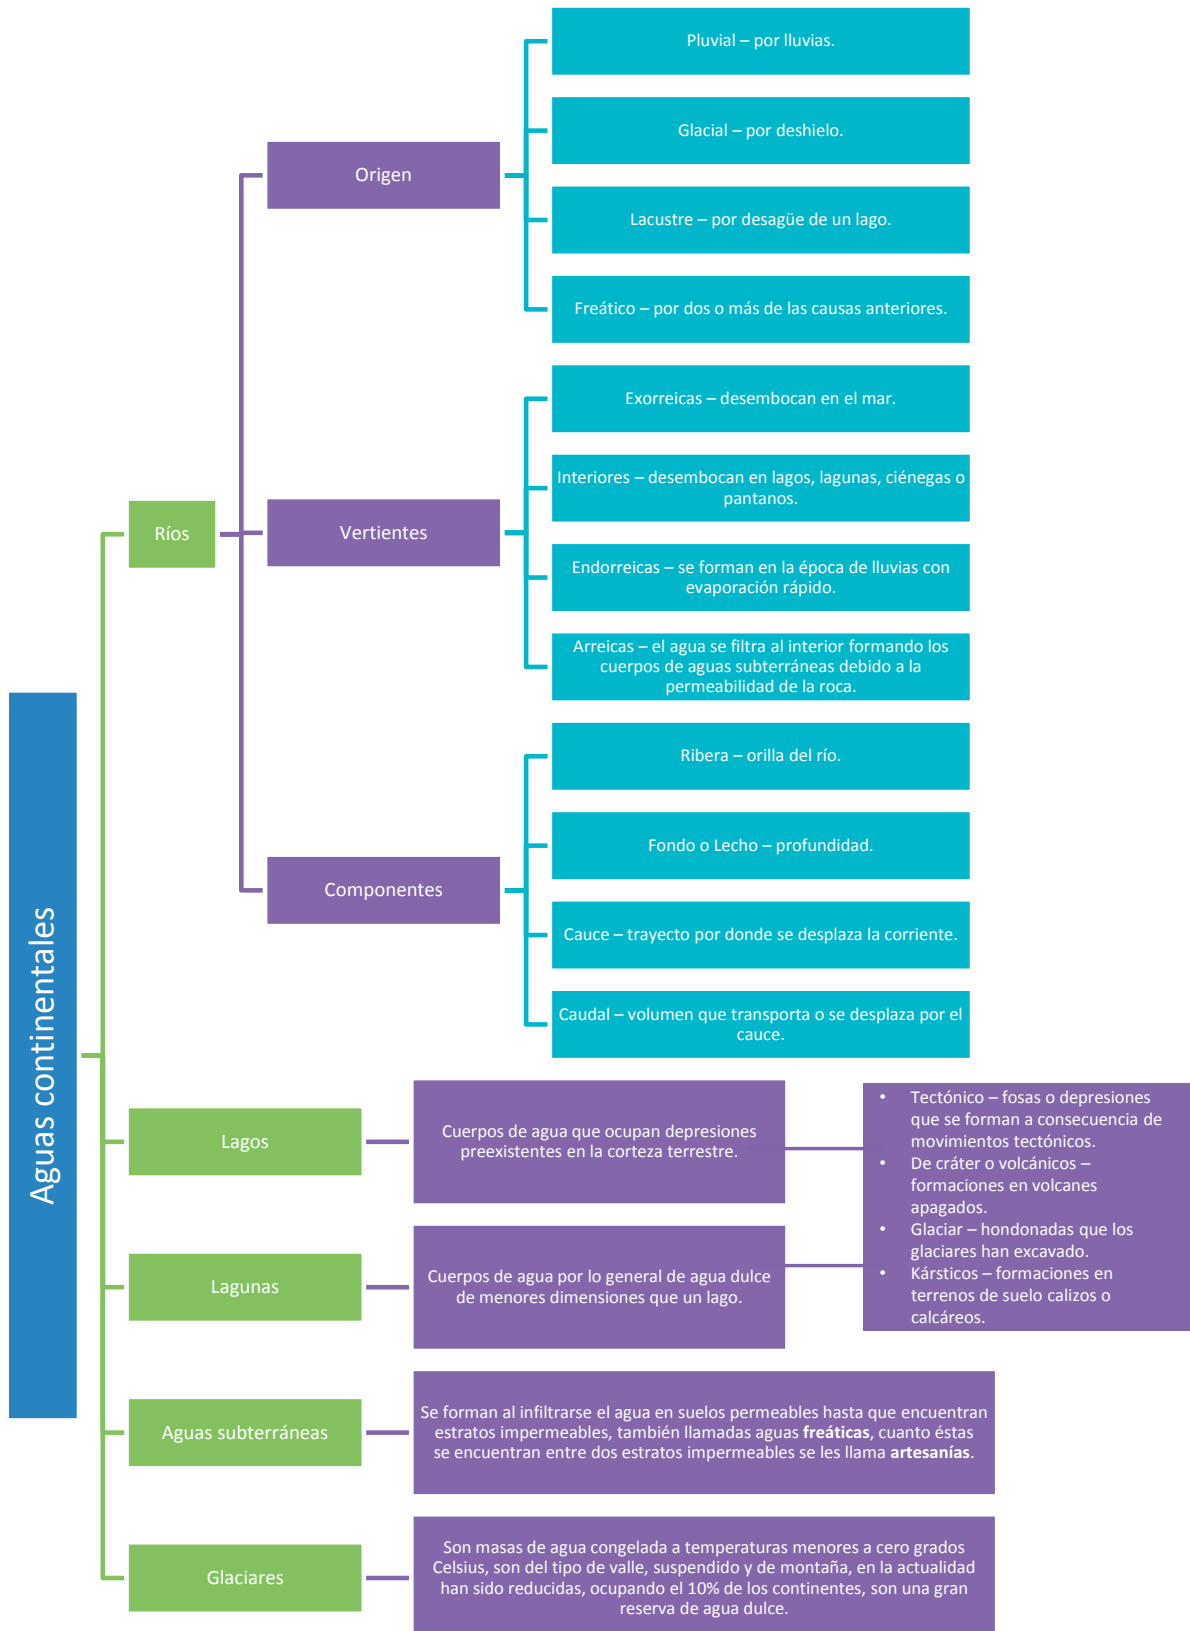 Aguas continentales
Ríos
Origen
Pluvial – por lluvias.
Glacial – por deshielo.
Lacustre – por desagüe de un lago.
Freático – por dos o más de las causas anteriores.
Vertientes
Exorreicas – desembocan en el mar.
Interiores – desembocan en lagos, lagunas, ciénegas o
pantanos.
Endorreicas – se forman en la época de lluvias con
evaporación rápido.
Arreicas – el agua se filtra al interior formando los
cuerpos de aguas subterráneas debido a la
permeabilidad de la roca.
Componentes
Ribera – orilla del río.
Fondo o Lecho – profundidad.
Cauce – trayecto por donde se desplaza la corriente.
Caudal – volumen que transporta o se desplaza por el
cauce.
Lagos
Cuerpos de agua que ocupan depresiones
preexistentes en la corteza terrestre.
Lagunas
Cuerpos de agua por lo general de agua dulce
de menores dimensiones que un lago.
• Tectónico – fosas o depresiones
que se forman a consecuencia de
movimientos tectónicos.
• De cráter o volcánicos –
formaciones en volcanes
apagados.
• Glaciar – hondonadas que los
glaciares han excavado.
• Kársticos – formaciones en
terrenos de suelo calizos o
calcáreos.
Aguas subterráneas
Se forman al infiltrarse el agua en suelos permeables hasta que encuentran
estratos impermeables, también llamadas aguas freáticas, cuanto éstas
se encuentran entre dos estratos impermeables se les llama artesanías.
Glaciares
Son masas de agua congelada a temperaturas menores a cero grados
Celsius, son del tipo de valle, suspendido y de montaña, en la actualidad
han sido reducidas, ocupando el 10% de los continentes, son una gran
reserva de agua dulce.